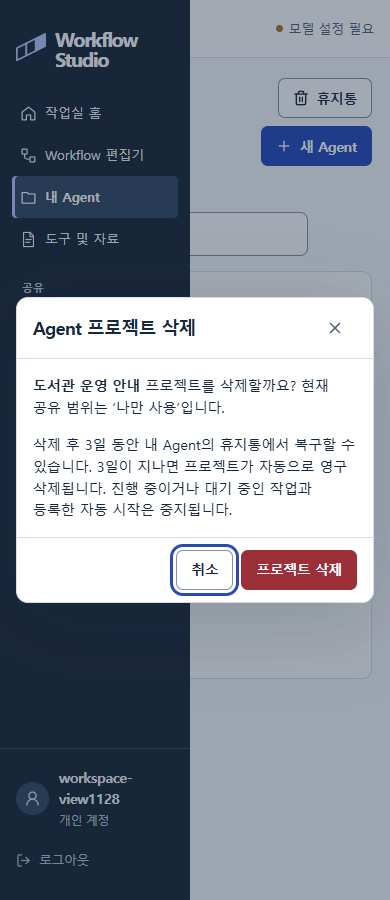 Workflow
Studio
모델 설정 필요
작업실 홈
휴지통
Workflow 편집기
새 Agent
내 Agent
도구 및 자료
공유
Agent 프로젝트 삭제
도서관 운영 안내 프로젝트를 삭제할까요? 현재
공유 범위는 ‘나만 사용’입니다.
삭제 후 3일 동안 내 Agent의 휴지통에서 복구할 수
있습니다. 3일이 지나면 프로젝트가 자동으로 영구
삭제됩니다. 진행 중이거나 대기 중인 작업과
등록한 자동 시작은 중지됩니다.
취소
프로젝트 삭제
workspace-
view1128
개인 계정
로그아웃